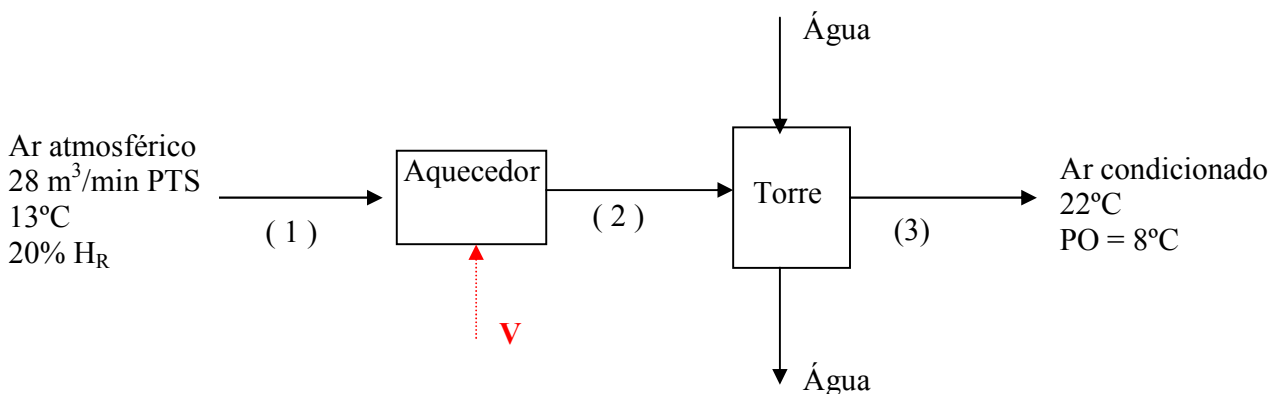 Água
Ar atmosférico
28 m³/min PTS
13ºC
20% H_R
( 1 )
Aquecedor
V
( 2 )
Torre
(3)
Ar condicionado
22ºC
PO = 8ºC
Água